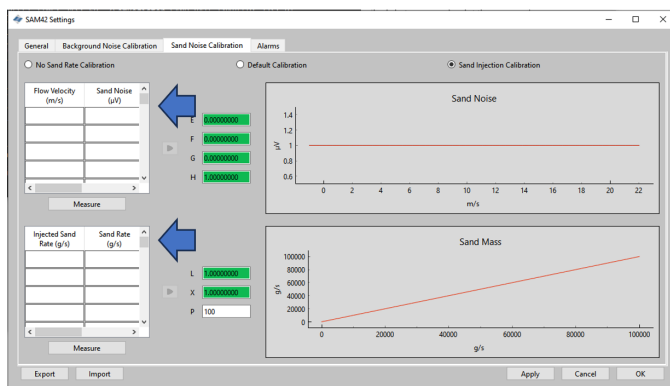 SAM42 Settings
General Background Noise Calibration Sand Noise Calibration Alarms
No Sand Rate Calibration Default Calibration Sand Injection Calibration
Flow Velocity (m/s) Sand Noise (µV)
E 0.00000000
F 0.00000000
G 0.00000000
H 1.00000000
Measure
Sand Noise
µV
1.4
1.2
1
0.8
0.6
0 2 4 6 8 10 12 14 16 18 20 22
m/s
Injected Sand Rate (g/s) Sand Rate (g/s)
L 1.00000000
X 1.00000000
P 100
Measure
Sand Mass
g/s
100000
80000
60000
40000
20000
0
0 20000 40000 60000 80000 100000
g/s
Export Import Apply Cancel OK